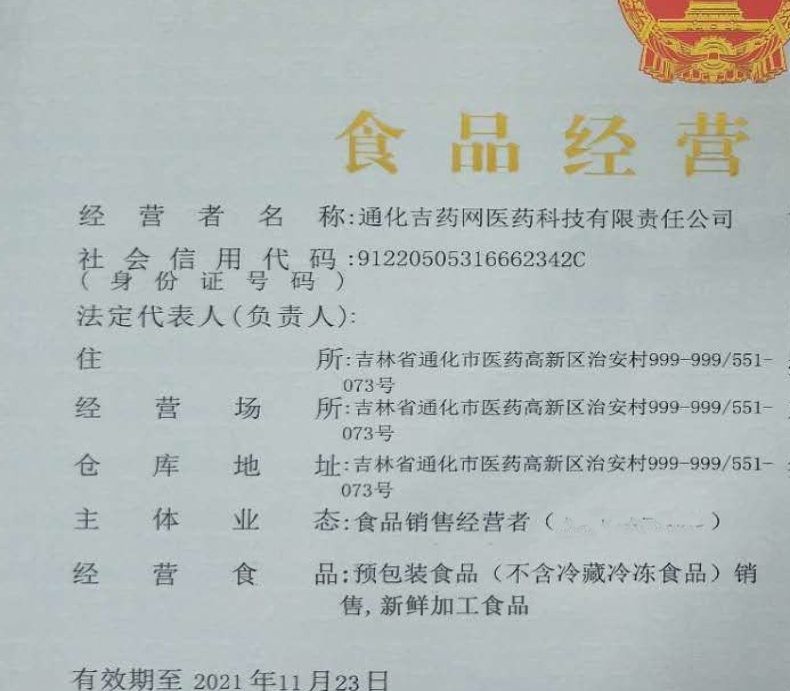 食品经营
经营者名称:通化吉药网医药科技有限责任公司
社会信用代码:91220505316662342C
(身份证号码)
法定代表人(负责人):
住所:吉林省通化市医药高新区治安村999-999/551-
073号
经营场所:吉林省通化市医药高新区治安村999-999/551-
073号
仓库地址:吉林省通化市医药高新区治安村999-999/551-
073号
主体业态:食品销售经营者（ ）
经营食品:预包装食品（不含冷藏冷冻食品）销
售,新鲜加工食品
有效期至 2021年11月23日